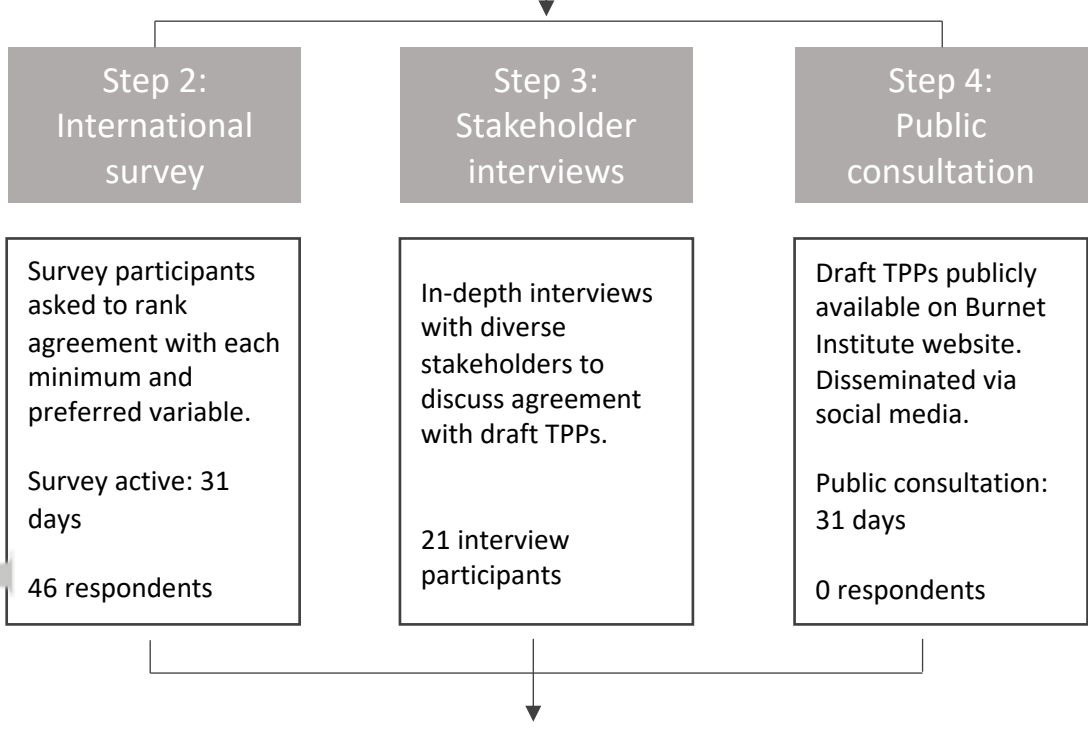 Step 2:
International
survey
Step 3:
Stakeholder
interviews
Step 4:
Public
consultation
Survey participants
asked to rank
agreement with each
minimum and
preferred variable.
Survey active: 31
days
46 respondents
In-depth interviews
with diverse
stakeholders to
discuss agreement
with draft TPPs.
21 interview
participants
Draft TPPs publicly
available on Burnet
Institute website.
Disseminated via
social media.
Public consultation:
31 days
0 respondents